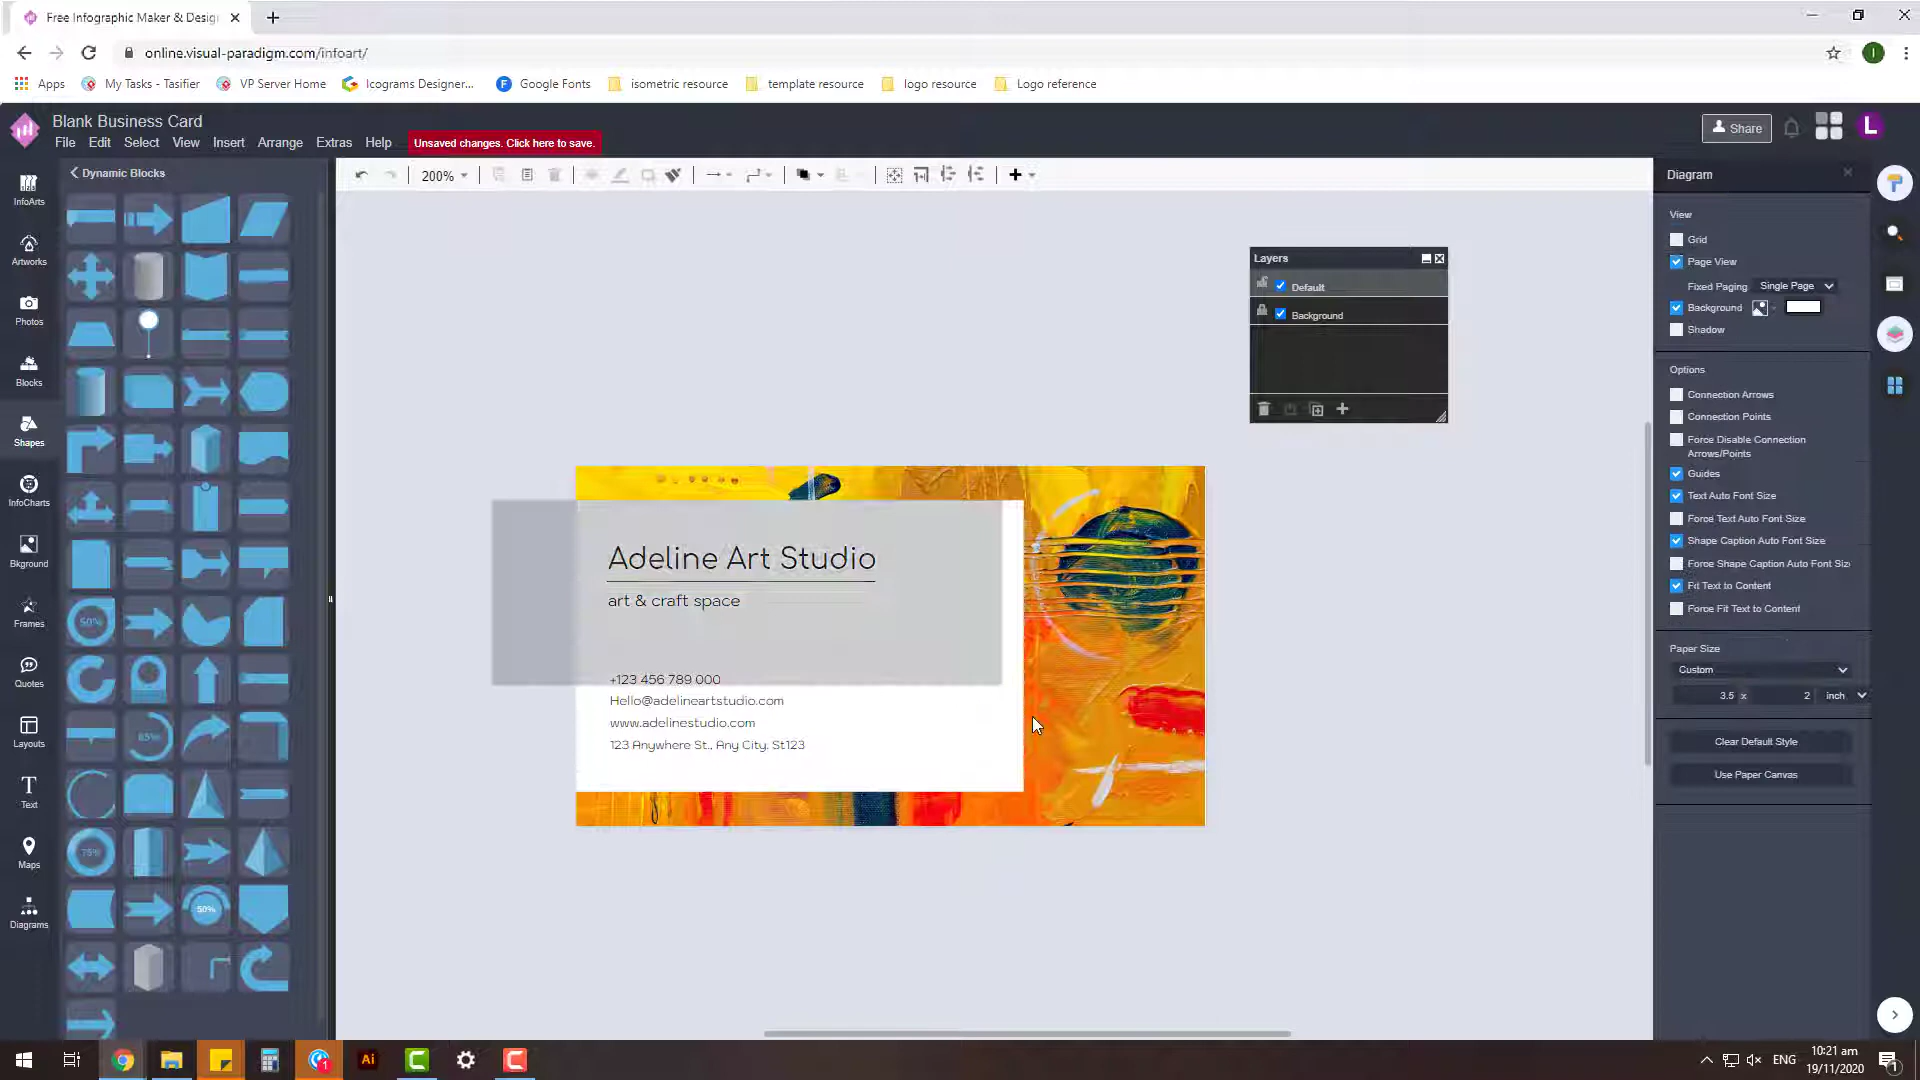 Free Infographic Maker & Desig
online.visual-paradigm.com/infoart/
Apps
My Tasks - Tasifier
VP Server Home
Icograms Designer...
Google Fonts
isometric resource
template resource
logo resource
Logo reference
Blank Business Card
File Edit Select View Insert Arrange Extras Help
Unsaved changes. Click here to save.
Share
L
Dynamic Blocks
200%
Diagram
InfoArts
Artworks
Photos
Blocks
Shapes
InfoCharts
Bkground
Frames
Quotes
Layouts
Text
Maps
Diagrams
50%
65%
75%
50%
Layers
Default
Background
Adeline Art Studio
art & craft space
+123 456 789 000
Hello@adelineartstudio.com
www.adelinestudio.com
123 Anywhere St., Any City. St123
View
Grid
Page View
Fixed Paging Single Page
Background
Shadow
Options
Connection Arrows
Connection Points
Force Disable Connection
Arrows/Points
Guides
Text Auto Font Size
Force Text Auto Font Size
Shape Caption Auto Font Size
Force Shape Caption Auto Font Siz
Fit Text to Content
Force Fit Text to Content
Paper Size
Custom
3.5 x 2 inch
Clear Default Style
Use Paper Canvas
Ai
1
ENG
10:21 am
19/11/2020
1